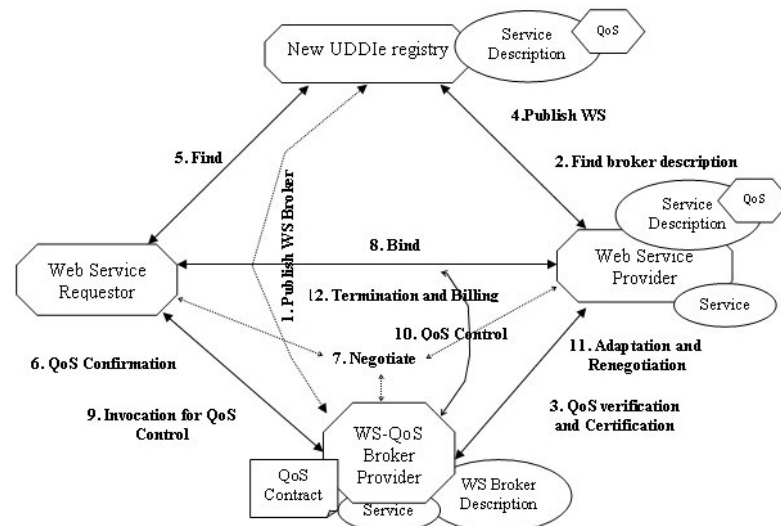 New UDDIe registry
Service
Description
QoS
4.Publish WS
5. Find
2. Find broker description
Service
Description
QoS
1. Publish WS Broker
8. Bind
Web Service
Requestor
Web Service
Provider
Service
12. Termination and Billing
10. QoS Control
7. Negotiate
6. QoS Confirmation
11. Adaptation and
Renegotiation
9. Invocation for QoS
Control
3. QoS verification
and Certification
WS-QoS
Broker
Provider
QoS
Contract
Service
WS Broker
Description